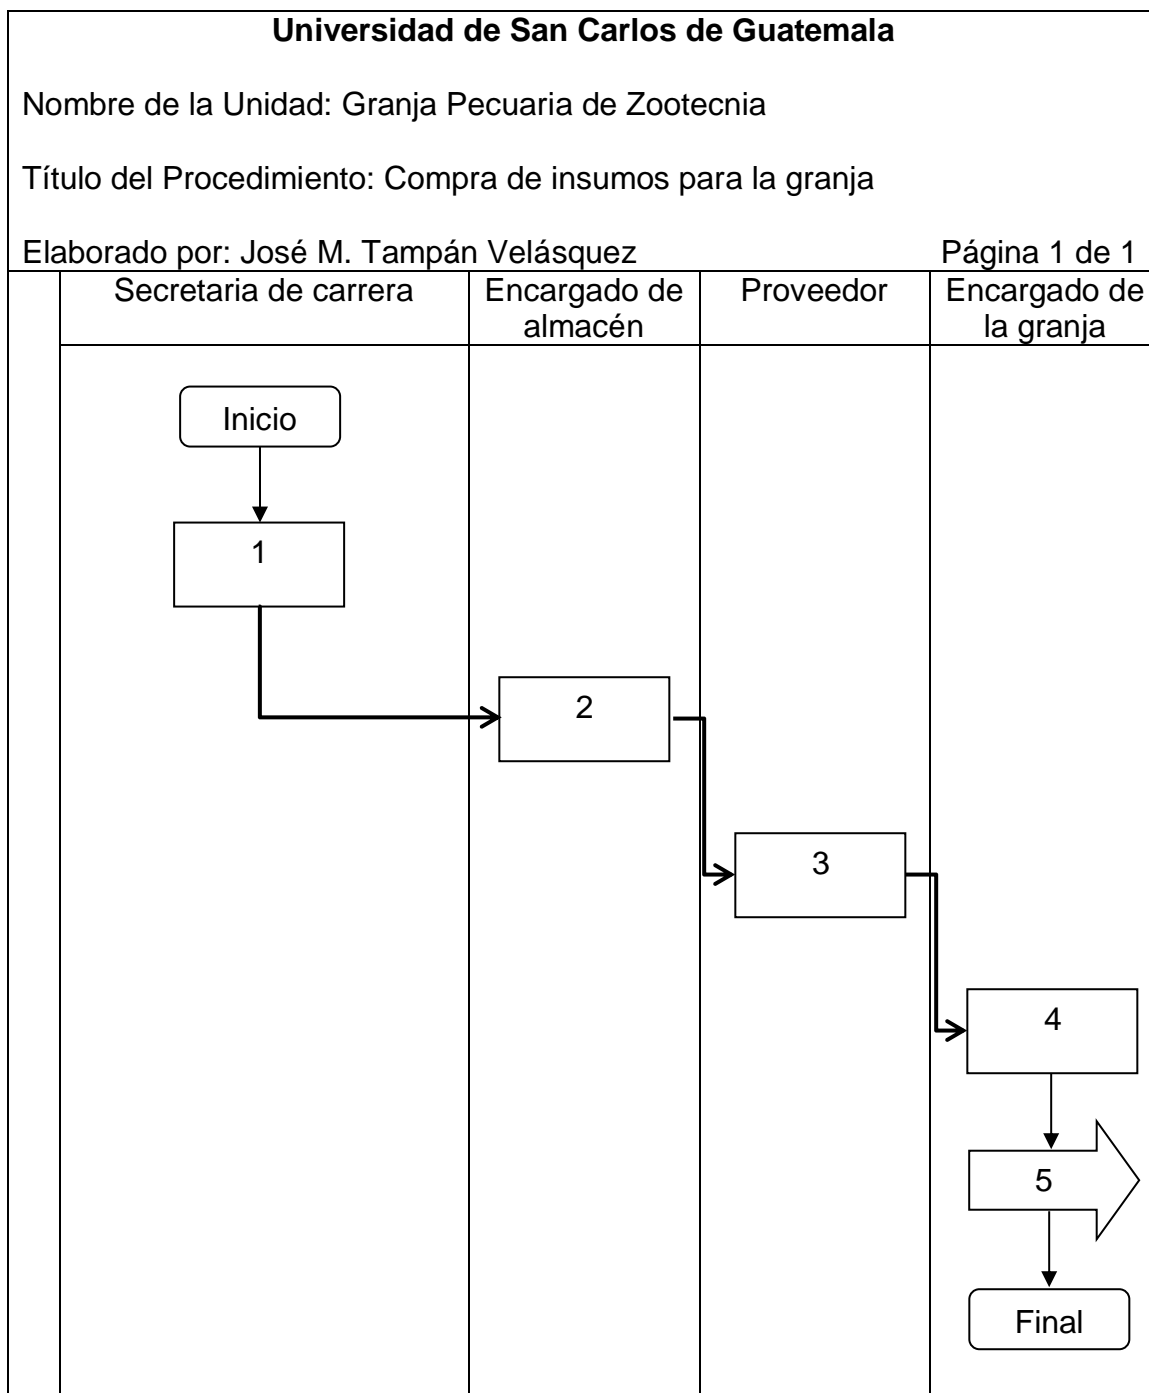 Universidad de San Carlos de Guatemala
Nombre de la Unidad: Granja Pecuaria de Zootecnia
Título del Procedimiento: Compra de insumos para la granja
Elaborado por: José M. Tampán Velásquez Página 1 de 1
Secretaria de carrera
Encargado de
almacén
Proveedor
Encargado de
la granja
Inicio
1
2
3
4
5
Final